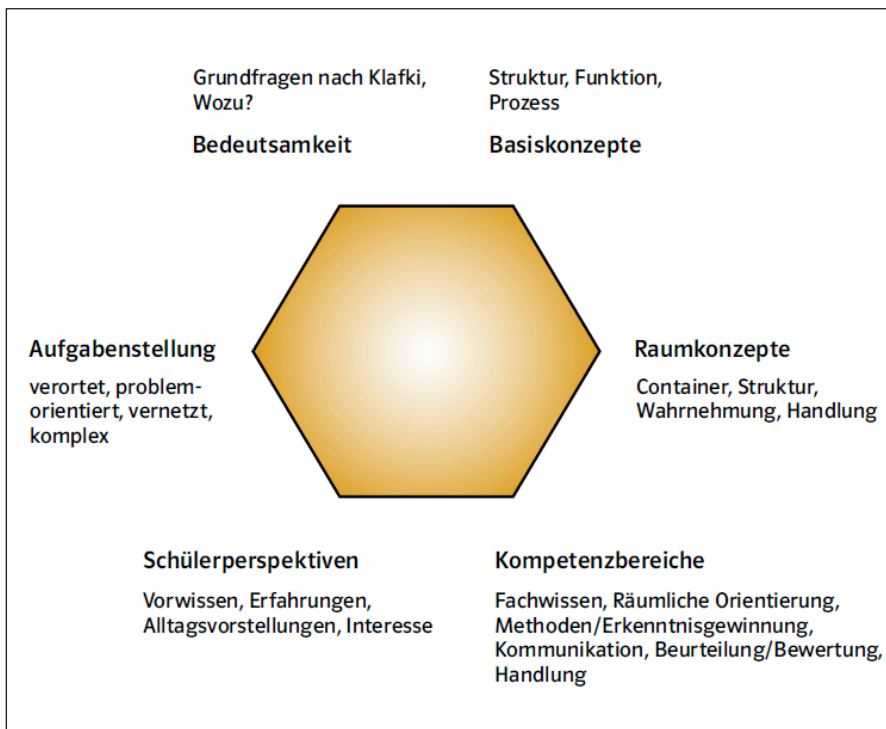 Grundfragen nach Klafki,
Wozu?
Bedeutsamkeit
Struktur, Funktion,
Prozess
Basiskonzepte
Aufgabenstellung
verortet, problem-
orientiert, vernetzt,
komplex
Raumkonzepte
Container, Struktur,
Wahrnehmung, Handlung
Schülerperspektiven
Vorwissen, Erfahrungen,
Alltagsvorstellungen, Interesse
Kompetenzbereiche
Fachwissen, Räumliche Orientierung,
Methoden/Erkenntnisgewinnung,
Kommunikation, Beurteilung/Bewertung,
Handlung